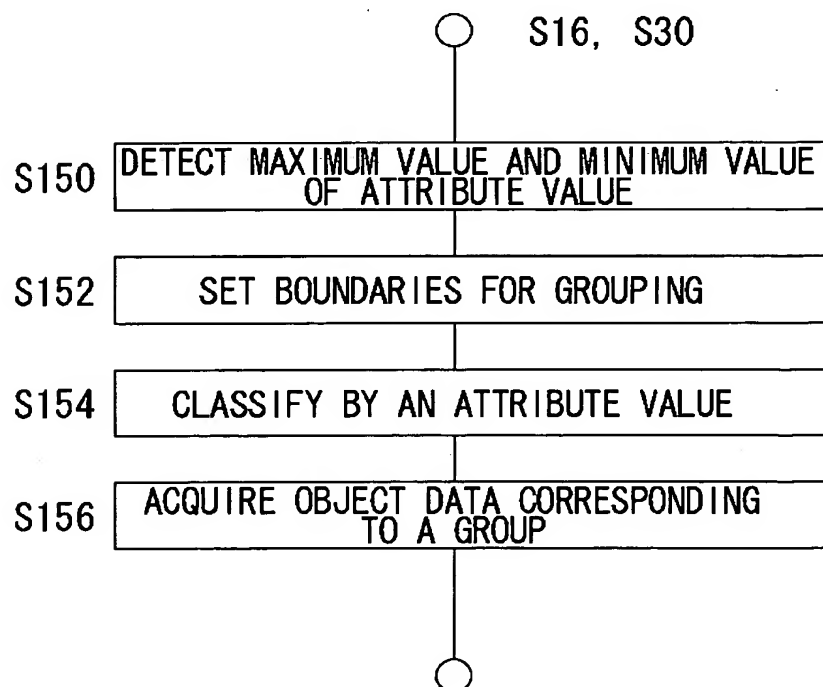 S16, S30
S150 DETECT MAXIMUM VALUE AND MINIMUM VALUE
OF ATTRIBUTE VALUE
S152 SET BOUNDARIES FOR GROUPING
S154 CLASSIFY BY AN ATTRIBUTE VALUE
S156 ACQUIRE OBJECT DATA CORRESPONDING
TO A GROUP